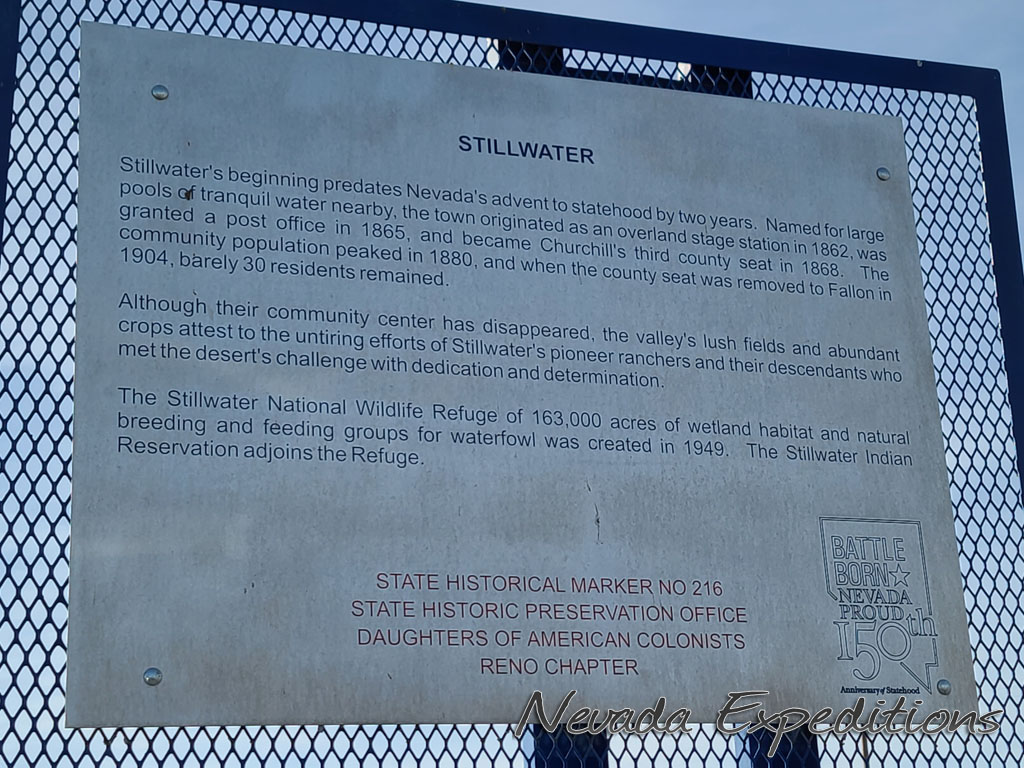 STILLWATER
Stillwater's beginning predates Nevada's advent to statehood by two years. Named for large
pools of tranquil water nearby, the town originated as an overland stage station in 1862, was
granted a post office in 1865, and became Churchill's third county seat in 1868. The
community population peaked in 1880, and when the county seat was removed to Fallon in
1904, barely 30 residents remained.
Although their community center has disappeared, the valley's lush fields and abundant
crops attest to the untiring efforts of Stillwater's pioneer ranchers and their descendants who
met the desert's challenge with dedication and determination.
The Stillwater National Wildlife Refuge of 163,000 acres of wetland habitat and natural
breeding and feeding groups for waterfowl was created in 1949. The Stillwater Indian
Reservation adjoins the Refuge.
STATE HISTORICAL MARKER NO 216
STATE HISTORIC PRESERVATION OFFICE
DAUGHTERS OF AMERICAN COLONISTS
RENO CHAPTER
BATTLE
BORN
NEVADA
PROUD
150th
Anniversary of Statehood
Nevada Expeditions